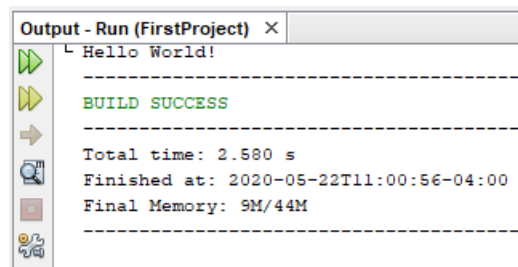 Output - Run (FirstProject) ×
Hello World!
------------------------------------------------
BUILD SUCCESS
------------------------------------------------
Total time: 2.580 s
Finished at: 2020-05-22T11:00:56-04:00
Final Memory: 9M/44M
------------------------------------------------